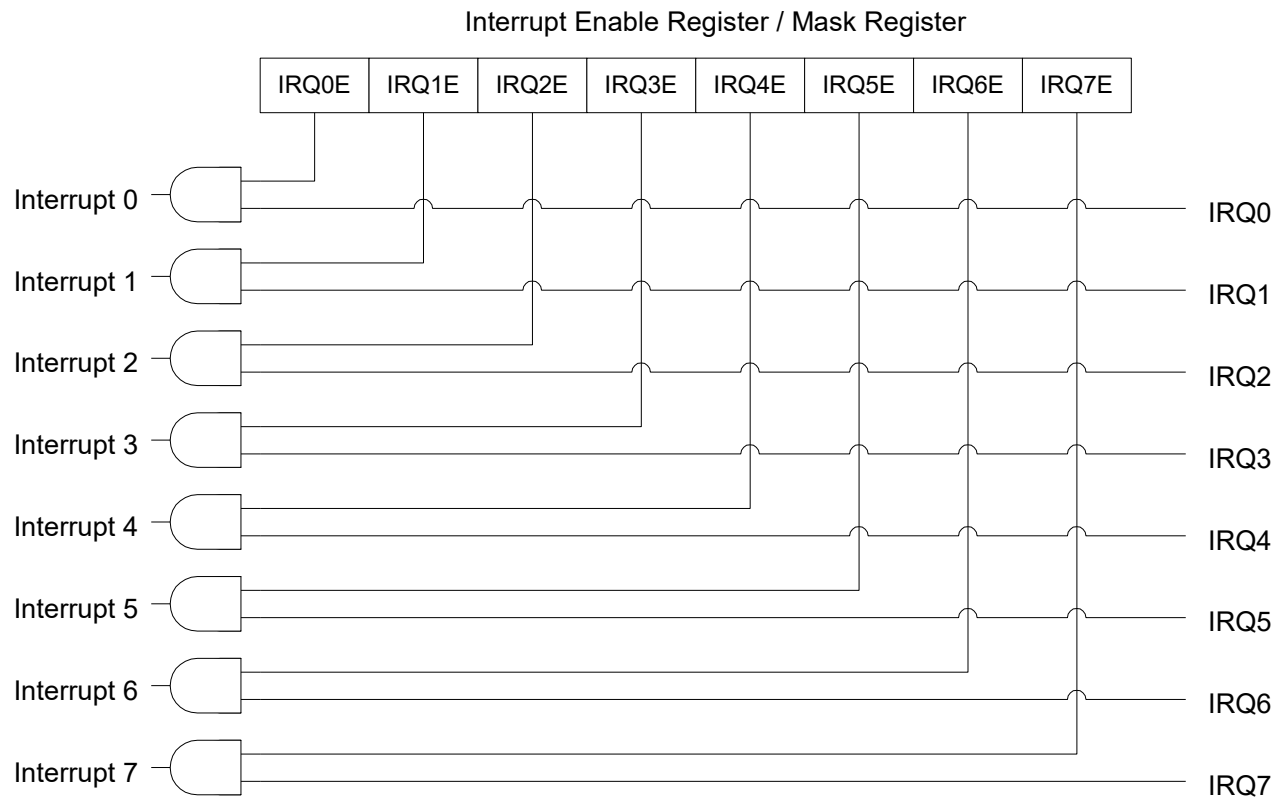 Interrupt Enable Register / Mask Register
IRQ0E IRQ1E IRQ2E IRQ3E IRQ4E IRQ5E IRQ6E IRQ7E
Interrupt 0 IRQ0
Interrupt 1 IRQ1
Interrupt 2 IRQ2
Interrupt 3 IRQ3
Interrupt 4 IRQ4
Interrupt 5 IRQ5
Interrupt 6 IRQ6
Interrupt 7 IRQ7